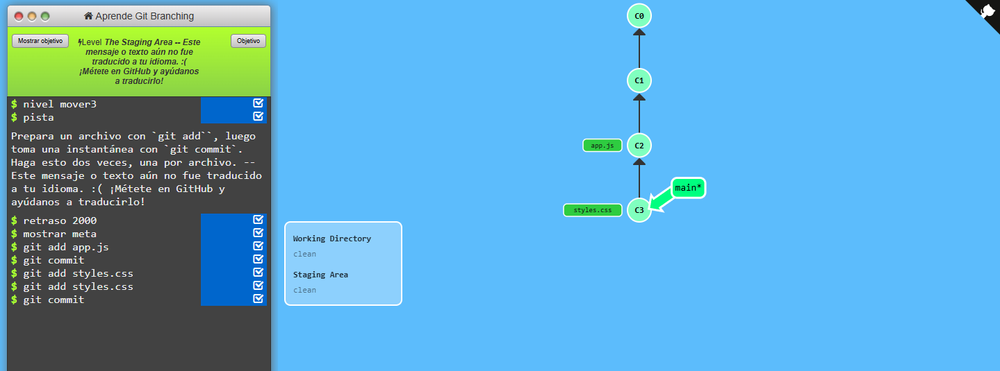 Aprende Git Branching
Mostrar objetivo
Level The Staging Area -- Este
mensaje o texto aún no fue
traducido a tu idioma. :(
¡Métete en GitHub y ayúdanos
a traducirlo!
Objetivo
$ nivel mover3
$ pista
Prepara un archivo con `git add``, luego
toma una instantánea con `git commit`.
Haga esto dos veces, una por archivo. --
Este mensaje o texto aún no fue traducido
a tu idioma. :( ¡Métete en GitHub y
ayúdanos a traducirlo!
$ retraso 2000
$ mostrar meta
$ git add app.js
$ git commit
$ git add styles.css
$ git add styles.css
$ git commit
Working Directory
clean
Staging Area
clean
C0
C1
app.js
C2
main*
styles.css
C3